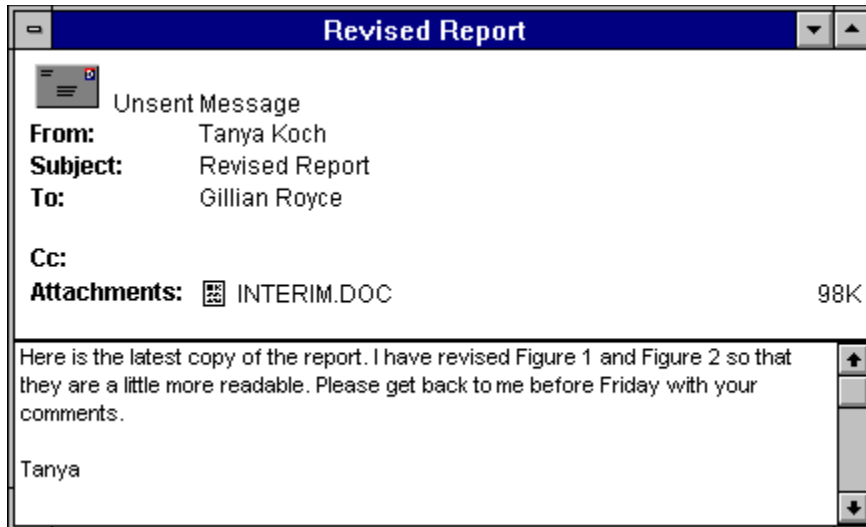 Revised Report
Unsent Message
From: Tanya Koch
Subject: Revised Report
To: Gillian Royce
Cc:
Attachments: INTERIM.DOC 98K
Here is the latest copy of the report. I have revised Figure 1 and Figure 2 so that
they are a little more readable. Please get back to me before Friday with your
comments.
Tanya